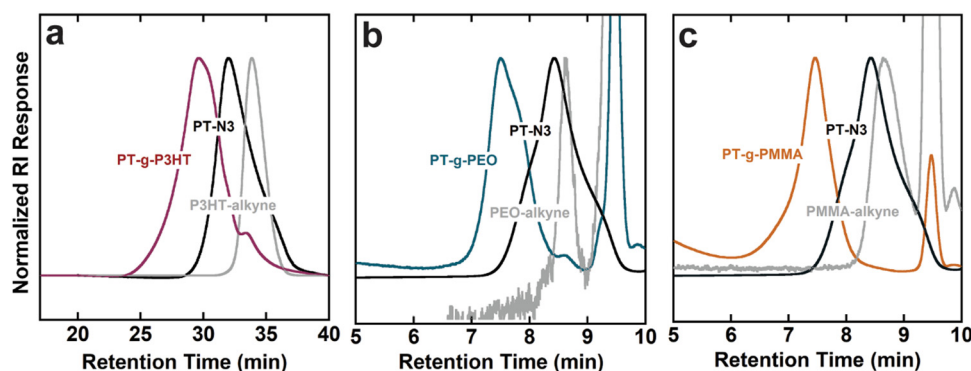 a
b
c
Normalized RI Response
PT-g-P3HT
PT-N3
P3HT-alkyne
20 25 30 35 40
Retention Time (min)
PT-g-PEO
PT-N3
PEO-alkyne
5 6 7 8 9 10
Retention Time (min)
PT-g-PMMA
PT-N3
PMMA-alkyne
5 6 7 8 9 10
Retention Time (min)